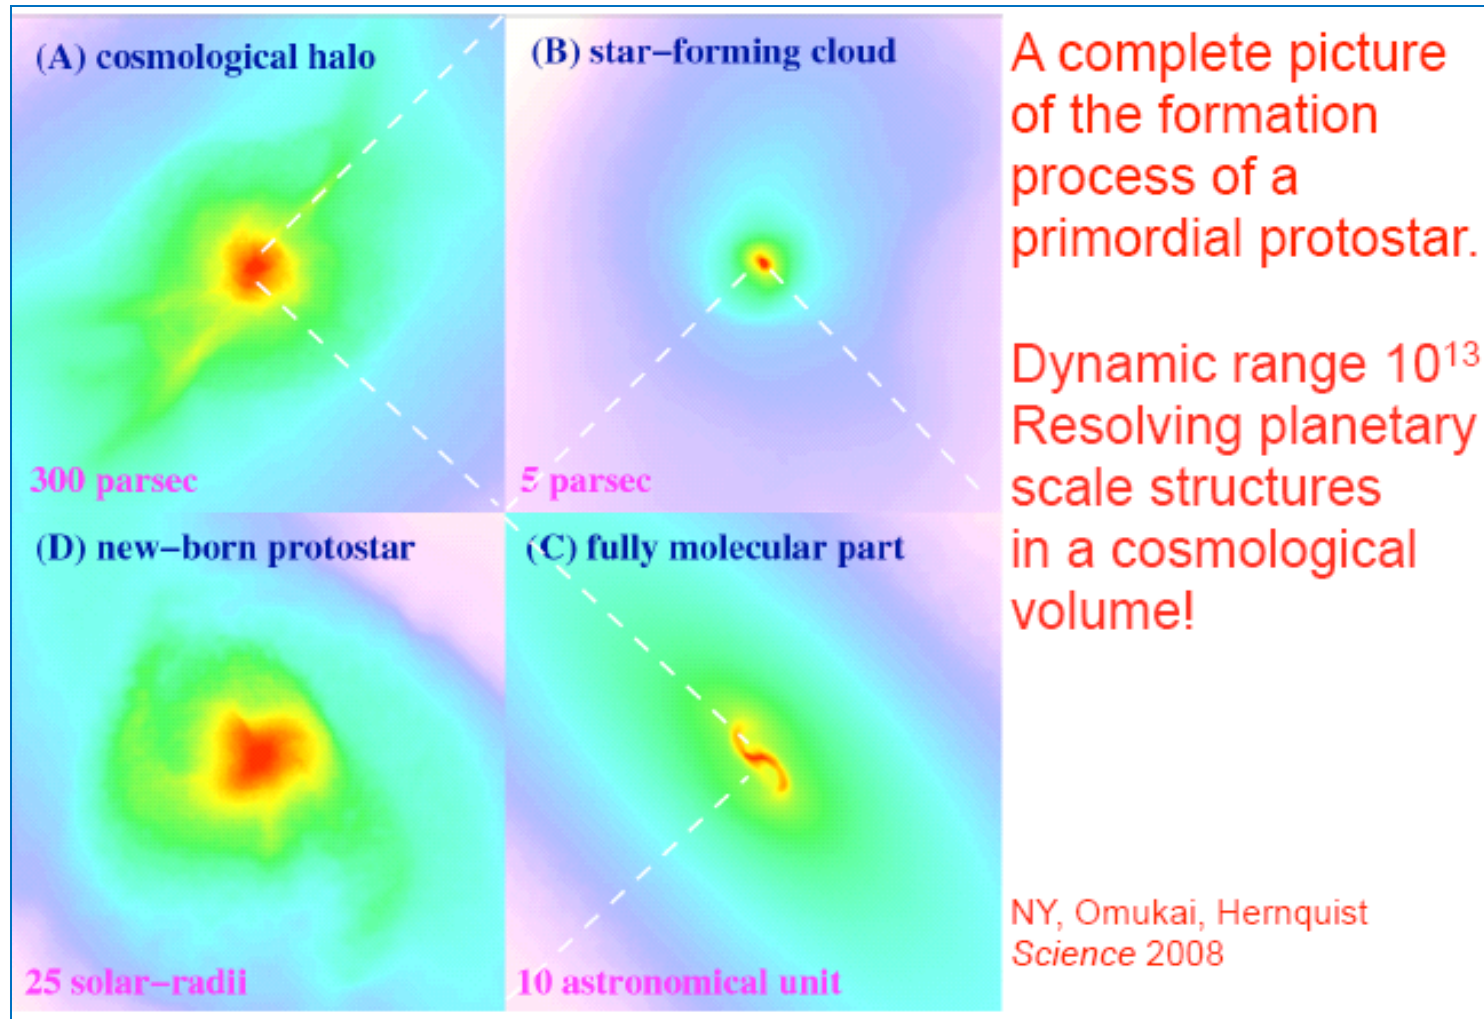 (A) cosmological halo
300 parsec
(B) star–forming cloud
5 parsec
(D) new–born protostar
25 solar–radii
(C) fully molecular part
10 astronomical unit
A complete picture
of the formation
process of a
primordial protostar.
Dynamic range 10¹³
Resolving planetary
scale structures
in a cosmological
volume!
NY, Omukai, Hernquist
Science 2008